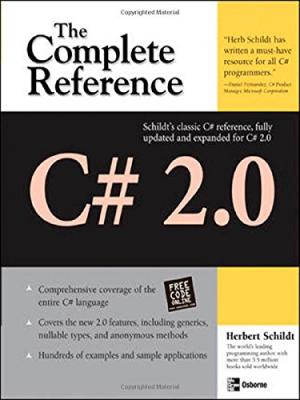 The
Complete
Reference
"Herb Schildt has
written a must-have
resource for all C#
programmers."
—Daniel Fernandez, C# Product
Manager, Microsoft Corporation
Schildt's classic C# reference, fully
updated and expanded for C# 2.0
C# 2.0
Comprehensive coverage of the
entire C# language
FREE
CODE
ONLINE
Covers the new 2.0 features, including generics,
nullable types, and anonymous methods
Hundreds of examples and sample applications
Herbert Schildt
The world's leading
programming author with
more than 3.5 million
books sold worldwide
Osborne